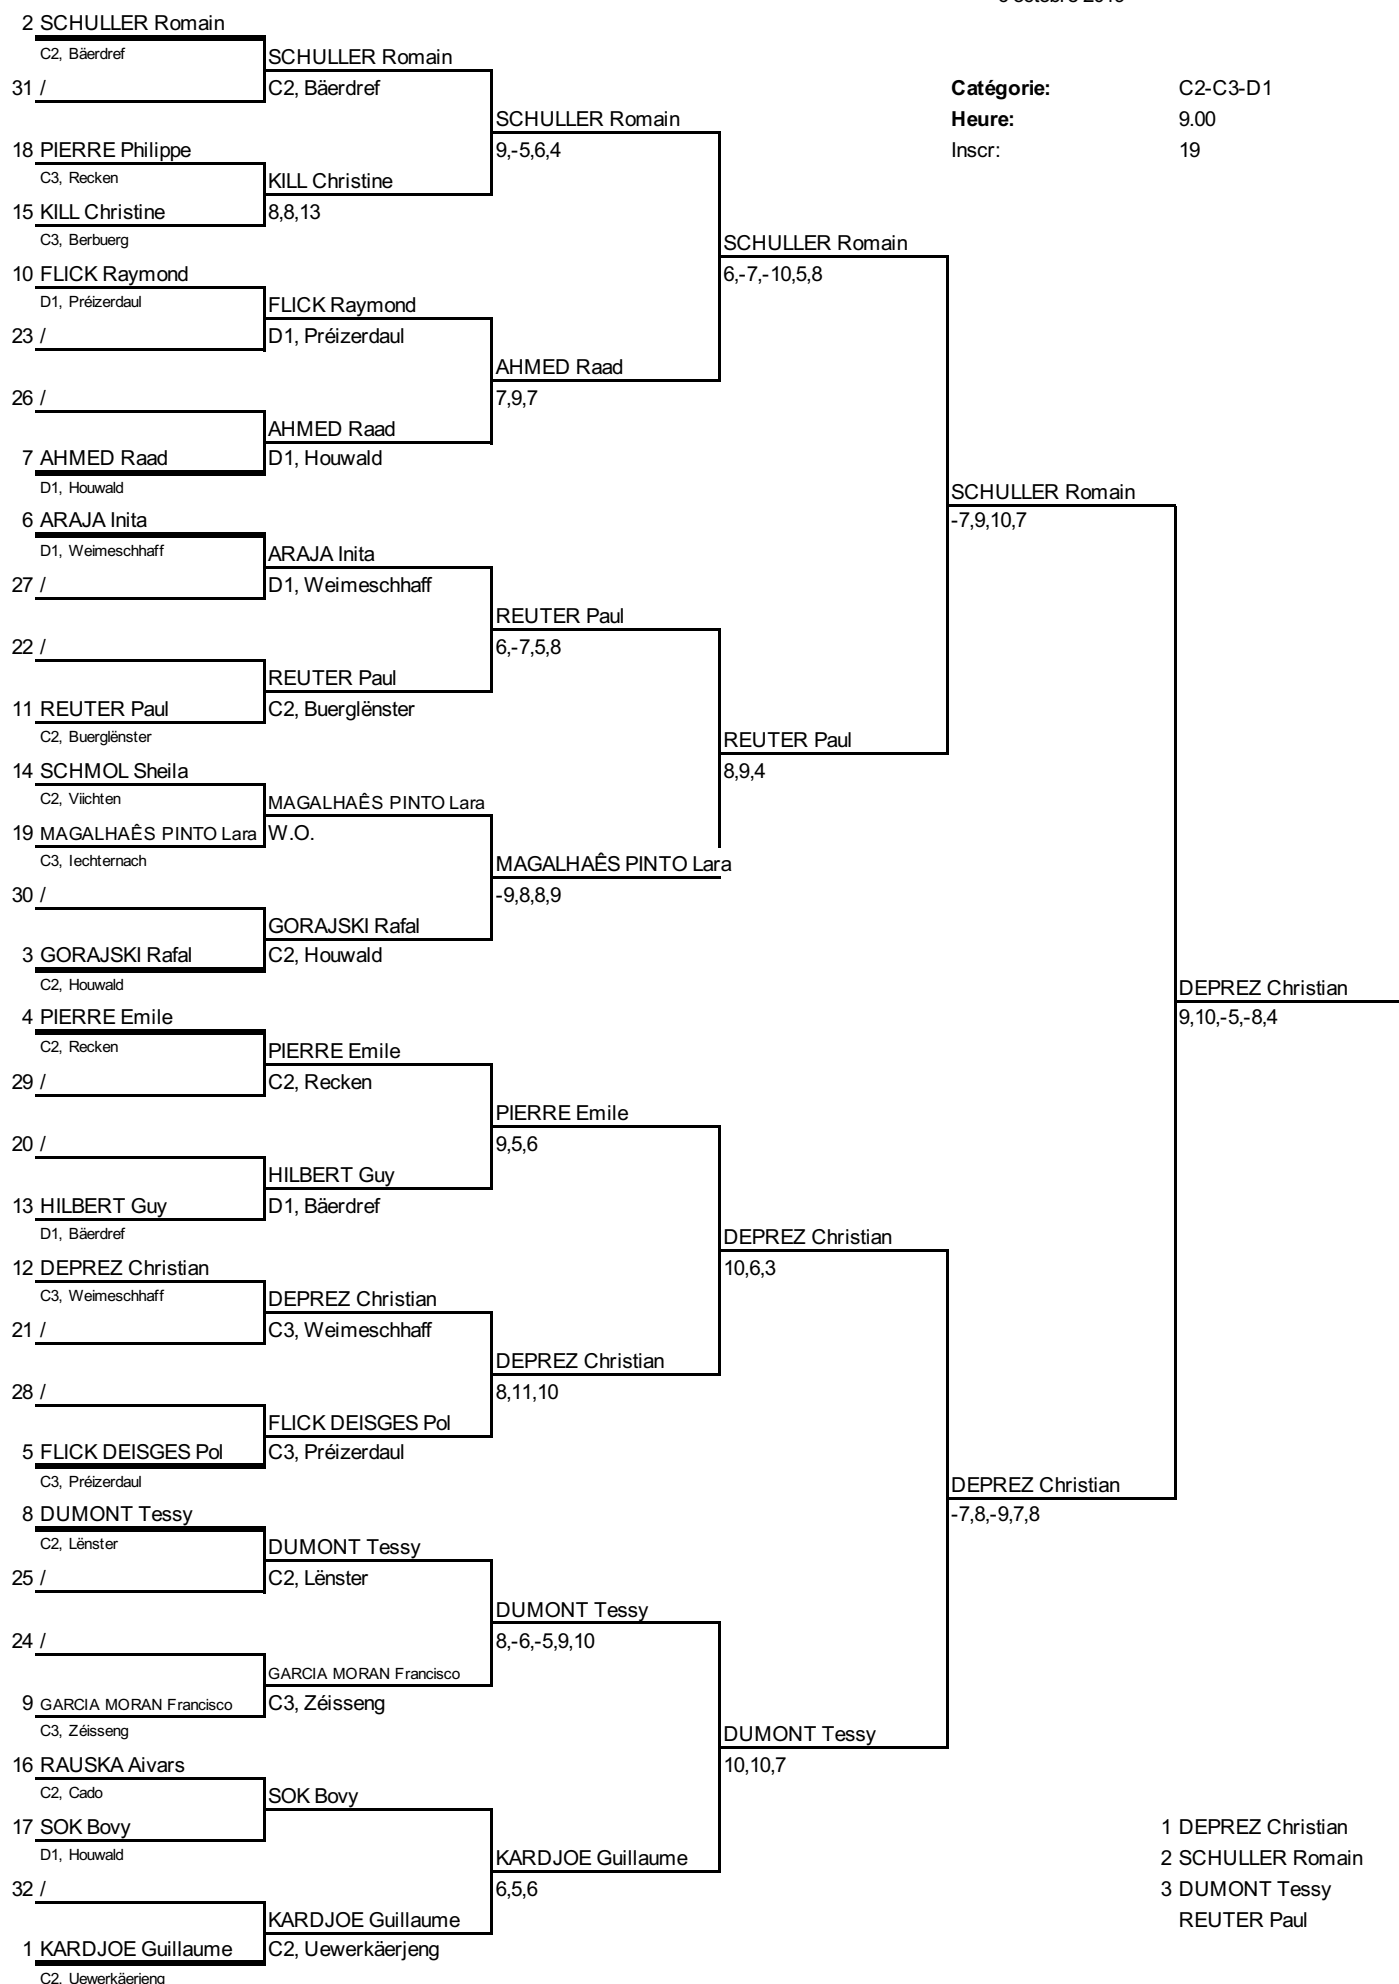 2 SCHULLER Romain
C2, Bäerdref
SCHULLER Romain
31 /
C2, Bäerdref
Catégorie: C2-C3-D1
SCHULLER Romain
Heure: 9.00
18 PIERRE Philippe
9,-5,6,4
Inscr: 19
C3, Recken
KILL Christine
15 KILL Christine
8,8,13
C3, Berbuerg
SCHULLER Romain
10 FLICK Raymond
6,-7,-10,5,8
D1, Préizerdaul
FLICK Raymond
23 /
D1, Préizerdaul
AHMED Raad
26 /
7,9,7
AHMED Raad
7 AHMED Raad
D1, Houwald
D1, Houwald
SCHULLER Romain
6 ARAJA Inita
-7,9,10,7
D1, Weimeschhaff
ARAJA Inita
27 /
D1, Weimeschhaff
REUTER Paul
22 /
6,-7,5,8
REUTER Paul
11 REUTER Paul
C2, Buerglënster
C2, Buerglënster
REUTER Paul
14 SCHMOL Sheila
8,9,4
C2, Viichten
MAGALHAÊS PINTO Lara
19 MAGALHAÊS PINTO Lara
W.O.
C3, Iechternach
MAGALHAÊS PINTO Lara
30 /
-9,8,8,9
GORAJSKI Rafal
3 GORAJSKI Rafal
C2, Houwald
C2, Houwald
DEPREZ Christian
4 PIERRE Emile
9,10,-5,-8,4
C2, Recken
PIERRE Emile
29 /
C2, Recken
PIERRE Emile
20 /
9,5,6
HILBERT Guy
13 HILBERT Guy
D1, Bäerdref
D1, Bäerdref
DEPREZ Christian
12 DEPREZ Christian
10,6,3
C3, Weimeschhaff
DEPREZ Christian
21 /
C3, Weimeschhaff
DEPREZ Christian
28 /
8,11,10
FLICK DEISGES Pol
5 FLICK DEISGES Pol
C3, Préizerdaul
C3, Préizerdaul
DEPREZ Christian
8 DUMONT Tessy
-7,8,-9,7,8
C2, Lënster
DUMONT Tessy
25 /
C2, Lënster
DUMONT Tessy
24 /
8,-6,-5,9,10
GARCIA MORAN Francisco
9 GARCIA MORAN Francisco
C3, Zéisseng
C3, Zéisseng
DUMONT Tessy
16 RAUSKA Aivars
10,10,7
C2, Cado
SOK Bovy
17 SOK Bovy
1 DEPREZ Christian
D1, Houwald
KARDJOE Guillaume
2 SCHULLER Romain
32 /
6,5,6
3 DUMONT Tessy
KARDJOE Guillaume
REUTER Paul
1 KARDJOE Guillaume
C2, Uewerkäerjeng
C2, Uewerkäerjeng